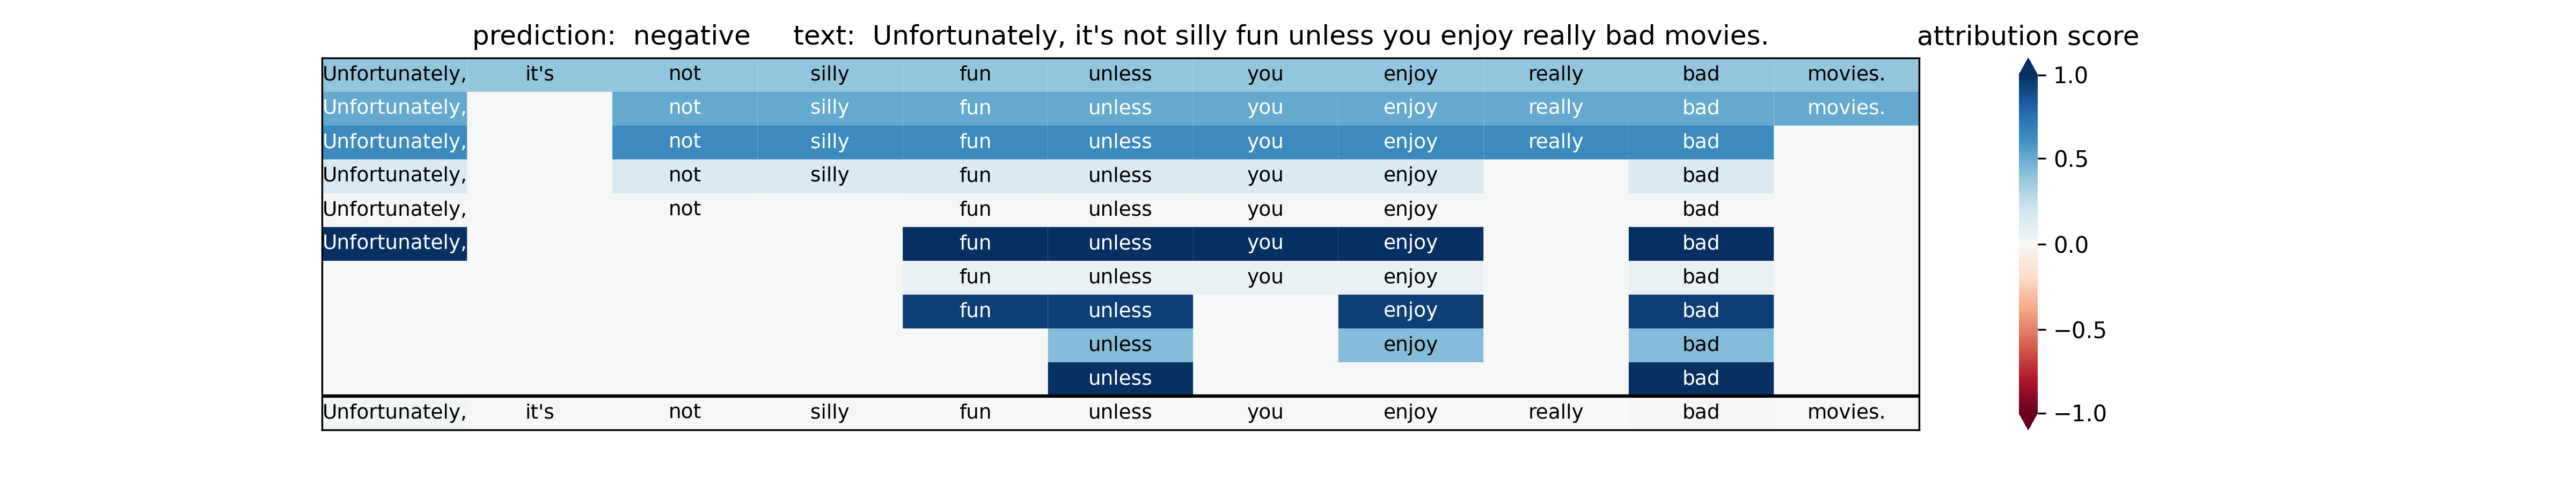 prediction: negative text: Unfortunately, it's not silly fun unless you enjoy really bad movies. attribution score
Unfortunately, it's not silly fun unless you enjoy really bad movies. 1.0
Unfortunately, not silly fun unless you enjoy really bad movies.
Unfortunately, not silly fun unless you enjoy really bad
0.5
Unfortunately, not silly fun unless you enjoy bad
Unfortunately, not fun unless you enjoy bad
Unfortunately, fun unless you enjoy bad
0.0
fun unless you enjoy bad
fun unless enjoy bad
−0.5
unless enjoy bad
unless bad
Unfortunately, it's not silly fun unless you enjoy really bad movies. −1.0